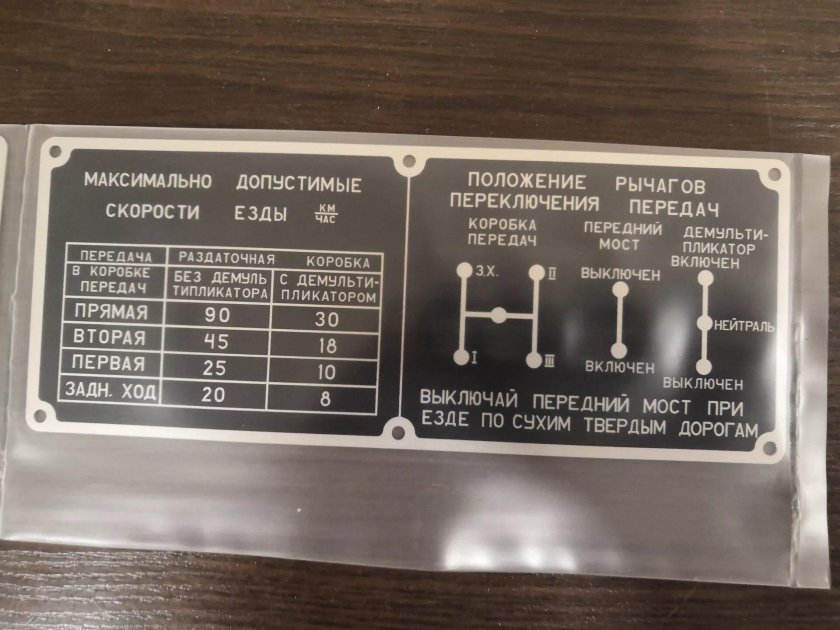 МАКСИМАЛЬНО ДОПУСТИМЫЕ
СКОРОСТИ ЕЗДЫ КМ/ЧАС
ПЕРЕДАЧА В КОРОБКЕ ПЕРЕДАЧ
РАЗДАТОЧНАЯ КОРОБКА
БЕЗ ДЕМУЛЬ
ТИПЛИКАТОРА
С ДЕМУЛЬТИ-
ПЛИКАТОРОМ
ПРЯМАЯ 90 30
ВТОРАЯ 45 18
ПЕРВАЯ 25 10
ЗАДН. ХОД 20 8
ПОЛОЖЕНИЕ РЫЧАГОВ
ПЕРЕКЛЮЧЕНИЯ ПЕРЕДАЧ
КОРОБКА
ПЕРЕДАЧ
З.Х. II
I III
ПЕРЕДНИЙ
МОСТ
ВЫКЛЮЧЕН
ВКЛЮЧЕН
ДЕМУЛЬТИ-
ПЛИКАТОР
ВКЛЮЧЕН
НЕЙТРАЛЬ
ВЫКЛЮЧЕН
ВЫКЛЮЧАЙ ПЕРЕДНИЙ МОСТ ПРИ
ЕЗДЕ ПО СУХИМ ТВЕРДЫМ ДОРОГАМ